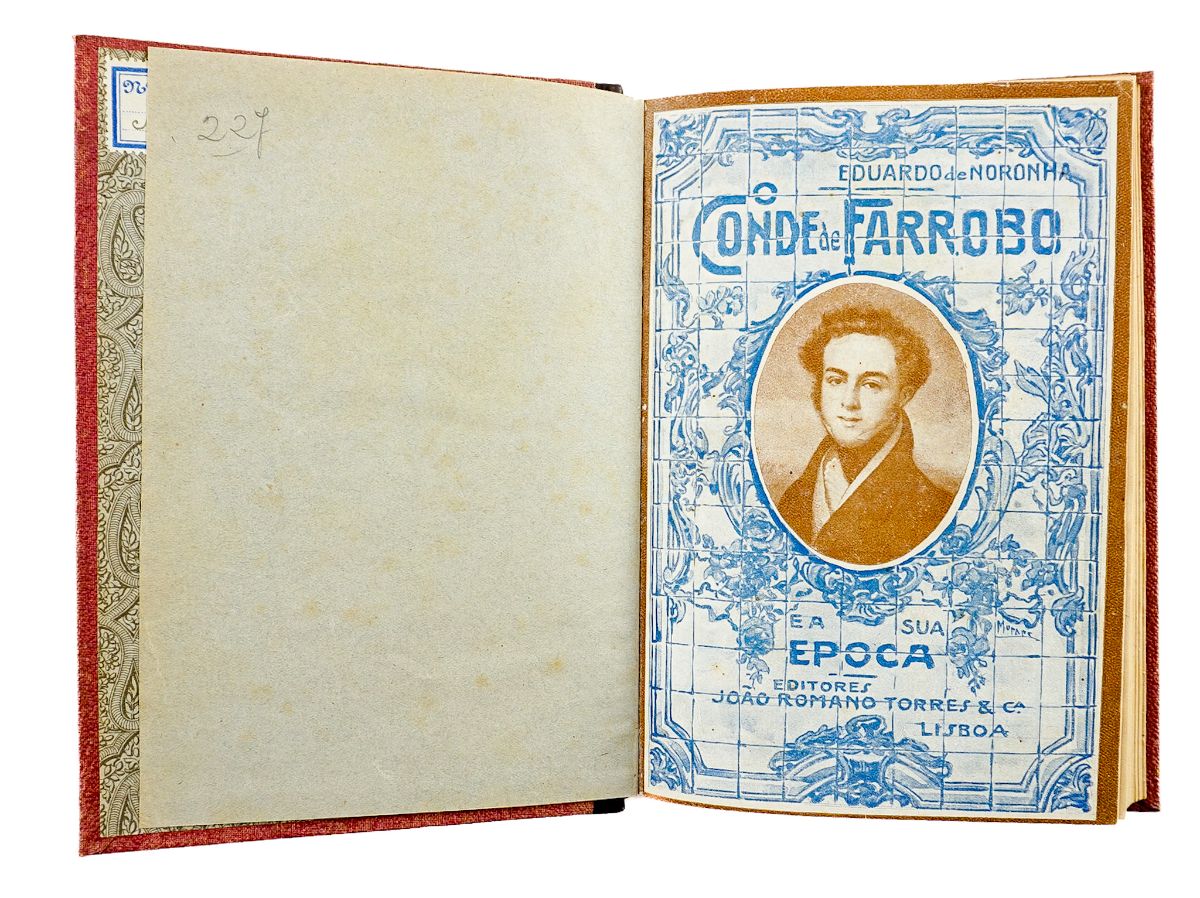 227
EDUARDO de NORONHA
O
CONDE de FARROBO
E A SUA
EPOCA
EDITORES
JOÃO ROMANO TORRES & Cª
LISBOA